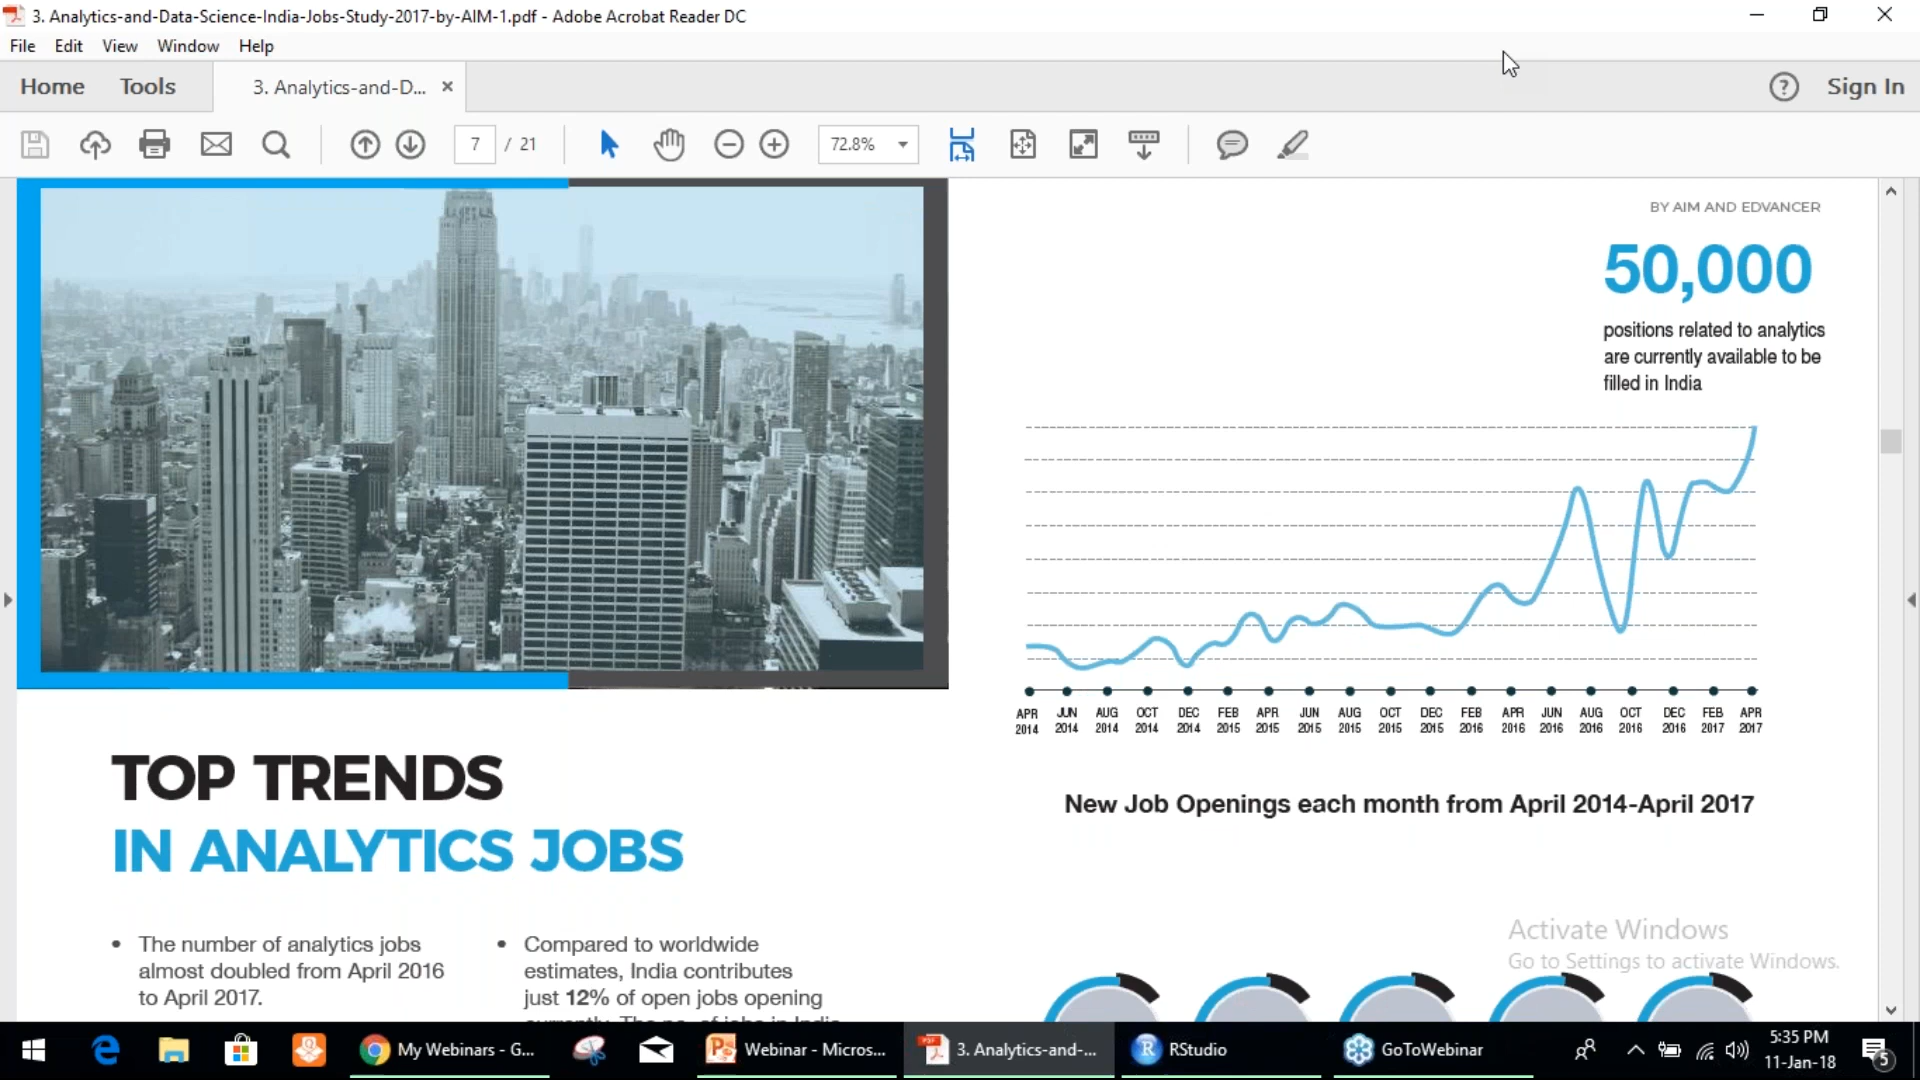 3. Analytics-and-Data-Science-India-Jobs-Study-2017-by-AIM-1.pdf - Adobe Acrobat Reader DC
File Edit View Window Help
Home Tools 3. Analytics-and-D... Sign In
7 / 21 72.8%
BY AIM AND EDVANCER
50,000
positions related to analytics
are currently available to be
filled in India
APR JUN AUG OCT DEC FEB APR JUN AUG OCT DEC FEB APR JUN AUG OCT DEC FEB APR
2014 2014 2014 2014 2014 2015 2015 2015 2015 2015 2015 2016 2016 2016 2016 2016 2016 2017 2017
New Job Openings each month from April 2014-April 2017
TOP TRENDS
IN ANALYTICS JOBS
• The number of analytics jobs
almost doubled from April 2016
to April 2017.
• Compared to worldwide
estimates, India contributes
just 12% of open jobs opening
Activate Windows
Go to Settings to activate Windows.
My Webinars - G... Webinar - Micros... 3. Analytics-and-... RStudio GoToWebinar
5:35 PM
11-Jan-18
5